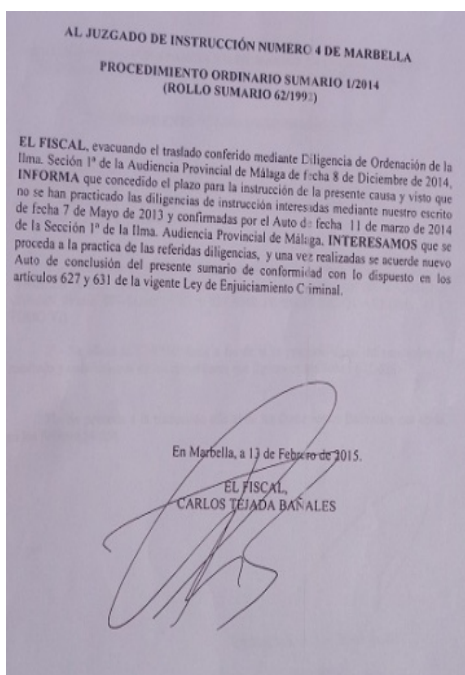 AL JUZGADO DE INSTRUCCIÓN NUMERO 4 DE MARBELLA
PROCEDIMIENTO ORDINARIO SUMARIO 1/2014
(ROLLO SUMARIO 62/1992)
EL FISCAL, evacuando el traslado conferido mediante Diligencia de Ordenación de la
Ilma. Seción 1ª de la Audiencia Provincial de Málaga de fecha 8 de Diciembre de 2014,
INFORMA que concedido el plazo para la instrucción de la presente causa y visto que
no se han practicado las diligencias de instrucción interesadas mediante nuestro escrito
de fecha 7 de Mayo de 2013 y confirmadas por el Auto de fecha 11 de marzo de 2014
de la Sección 1ª de la Ilma. Audiencia Provincial de Málaga. INTERESAMOS que se
proceda a la practica de las referidas diligencias, y una vez realizadas se acuerde nuevo
Auto de conclusión del presente sumario de conformidad con lo dispuesto en los
artículos 627 y 631 de la vigente Ley de Enjuiciamiento Criminal.
En Marbella, a 13 de Febrero de 2015.
EL FISCAL,
CARLOS TEJADA BAÑALES